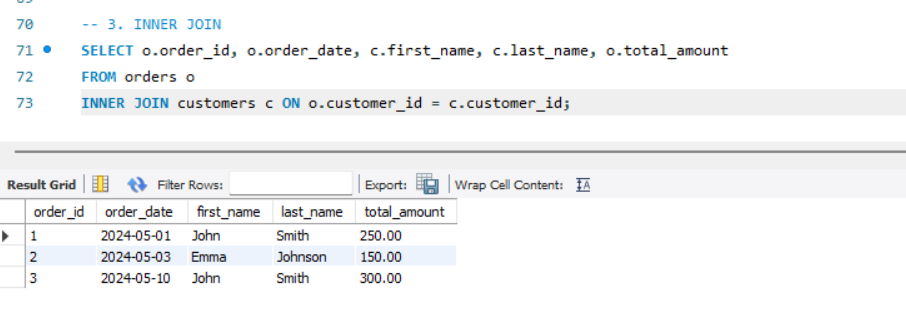 70 -- 3. INNER JOIN
71 SELECT o.order_id, o.order_date, c.first_name, c.last_name, o.total_amount
72 FROM orders o
73 INNER JOIN customers c ON o.customer_id = c.customer_id;
Result Grid Filter Rows: Export: Wrap Cell Content: IA
order_id order_date first_name last_name total_amount
1 2024-05-01 John Smith 250.00
2 2024-05-03 Emma Johnson 150.00
3 2024-05-10 John Smith 300.00